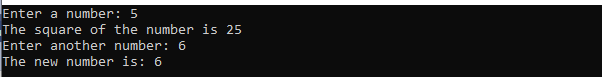 Enter a number: 5
The square of the number is 25
Enter another number: 6
The new number is: 6